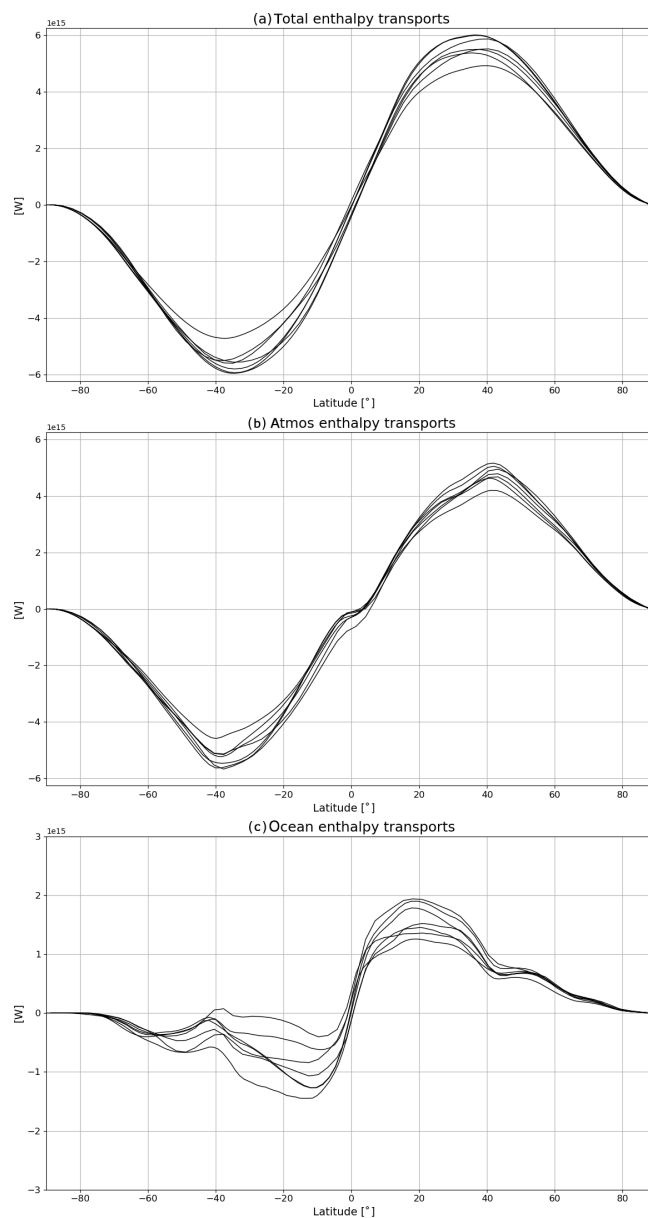 (a)Total enthalpy transports
1e15
6
4
2
0
−2
−4
−6
[W]
−80 −60 −40 −20 0 20 40 60 80
Latitude [˚]
(b) Atmos enthalpy transports
1e15
6
4
2
0
−2
−4
−6
[W]
−80 −60 −40 −20 0 20 40 60 80
Latitude [˚]
(c)Ocean enthalpy transports
1e15
3
2
1
0
−1
−2
−3
[W]
−80 −60 −40 −20 0 20 40 60 80
Latitude [˚]